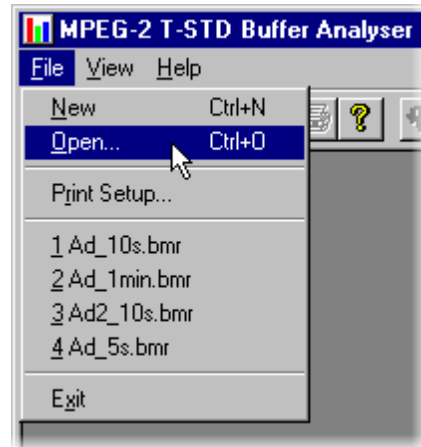 MPEG-2 T-STD Buffer Analyser
File View Help
New Ctrl+N
Open... Ctrl+O
?
Print Setup...
1 Ad_10s.bmr
2 Ad_1min.bmr
3 Ad2_10s.bmr
4 Ad_5s.bmr
Exit